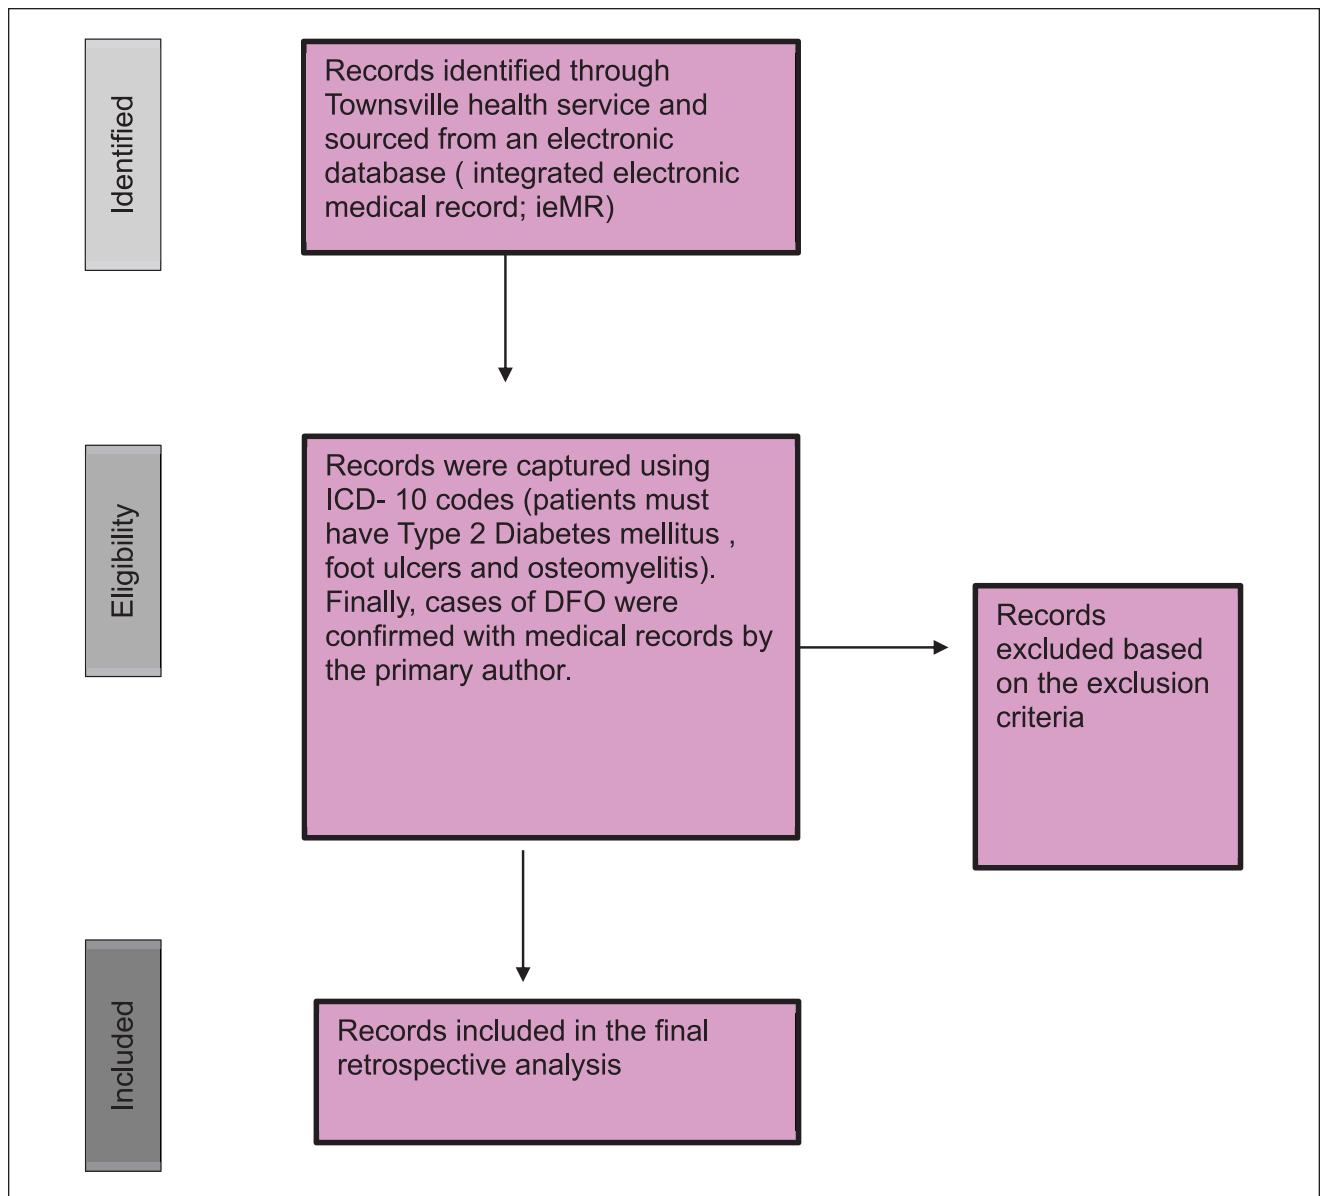 Identified
Records identified through
Townsville health service and
sourced from an electronic
database ( integrated electronic
medical record; ieMR)
Eligibility
Records were captured using
ICD- 10 codes (patients must
have Type 2 Diabetes mellitus ,
foot ulcers and osteomyelitis).
Finally, cases of DFO were
confirmed with medical records by
the primary author.
Records
excluded based
on the exclusion
criteria
Included
Records included in the final
retrospective analysis